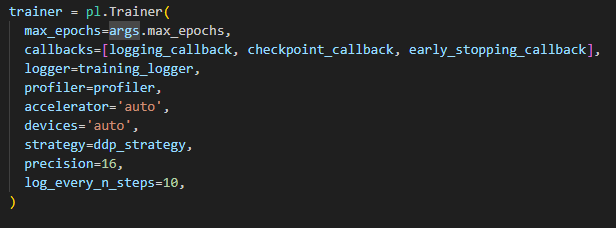 trainer = pl.Trainer(
    max_epochs=args.max_epochs,
    callbacks=[logging_callback, checkpoint_callback, early_stopping_callback],
    logger=training_logger,
    profiler=profiler,
    accelerator='auto',
    devices='auto',
    strategy=ddp_strategy,
    precision=16,
    log_every_n_steps=10,
)